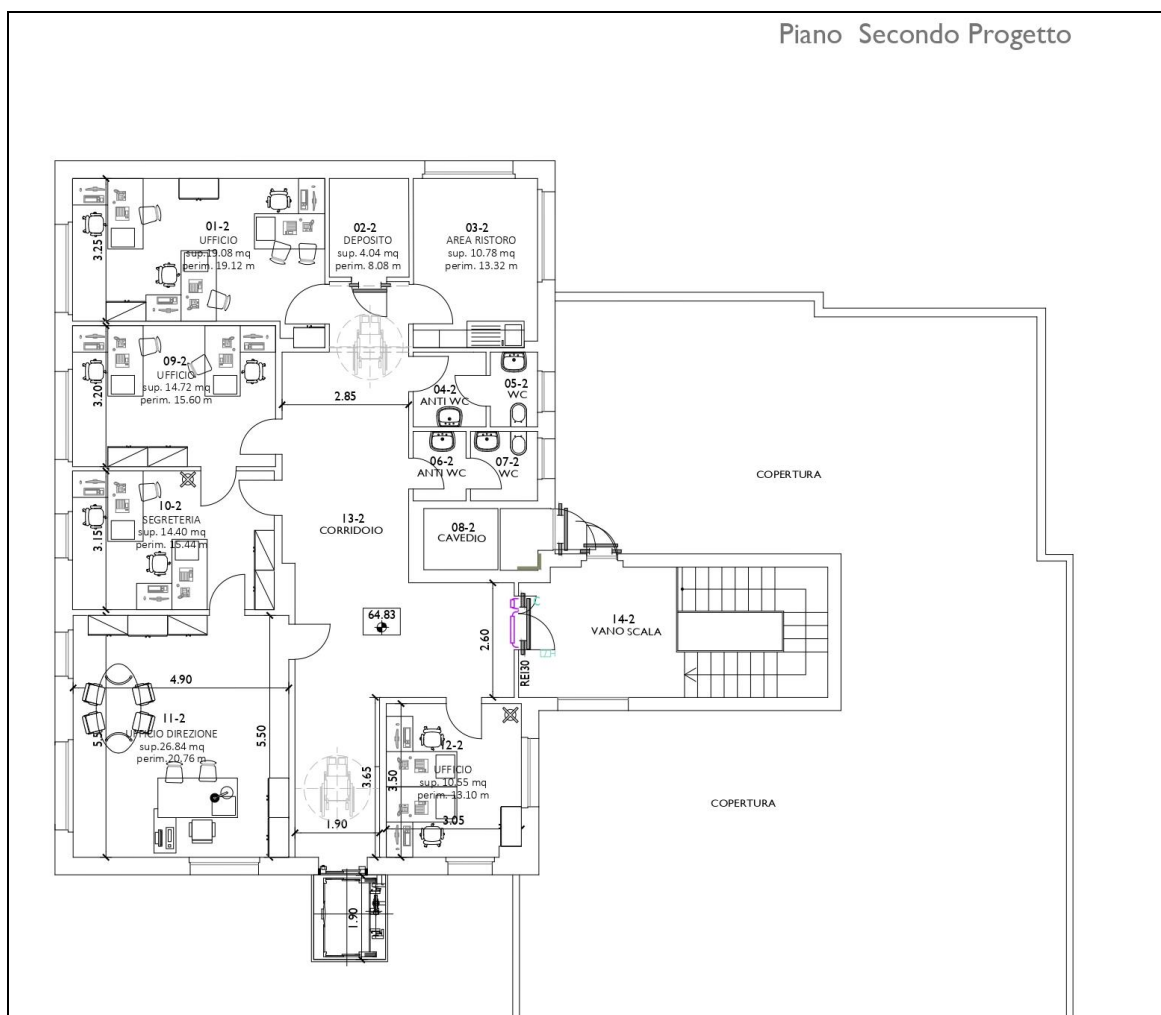 Piano Secondo Progetto
01-2
UFFICIO
sup.19.08 mq
perim. 19.12 m
3.25
02-2
DEPOSITO
sup. 4.04 mq
perim. 8.08 m
03-2
AREA RISTORO
sup. 10.78 mq
perim. 13.32 m
09-2
UFFICIO
sup. 14.72 mq
perim. 15.60 m
3.20
2.85
04-2
ANTI WC
05-2
WC
06-2
ANTI WC
07-2
WC
10-2
SEGRETERIA
sup. 14.40 mq
perim. 15.44 m
3.15
13-2
CORRIDOIO
08-2
CAVEDIO
COPERTURA
64.83
2.60
REI30
14-2
VANO SCALA
4.90
11-2
UFFICIO DIREZIONE
sup.26.84 mq
perim.20.76 m
5.50
3.65
3.50
12-2
UFFICIO
sup. 10.55 mq
perim. 13.10 m
3.05
1.90
COPERTURA
1.90